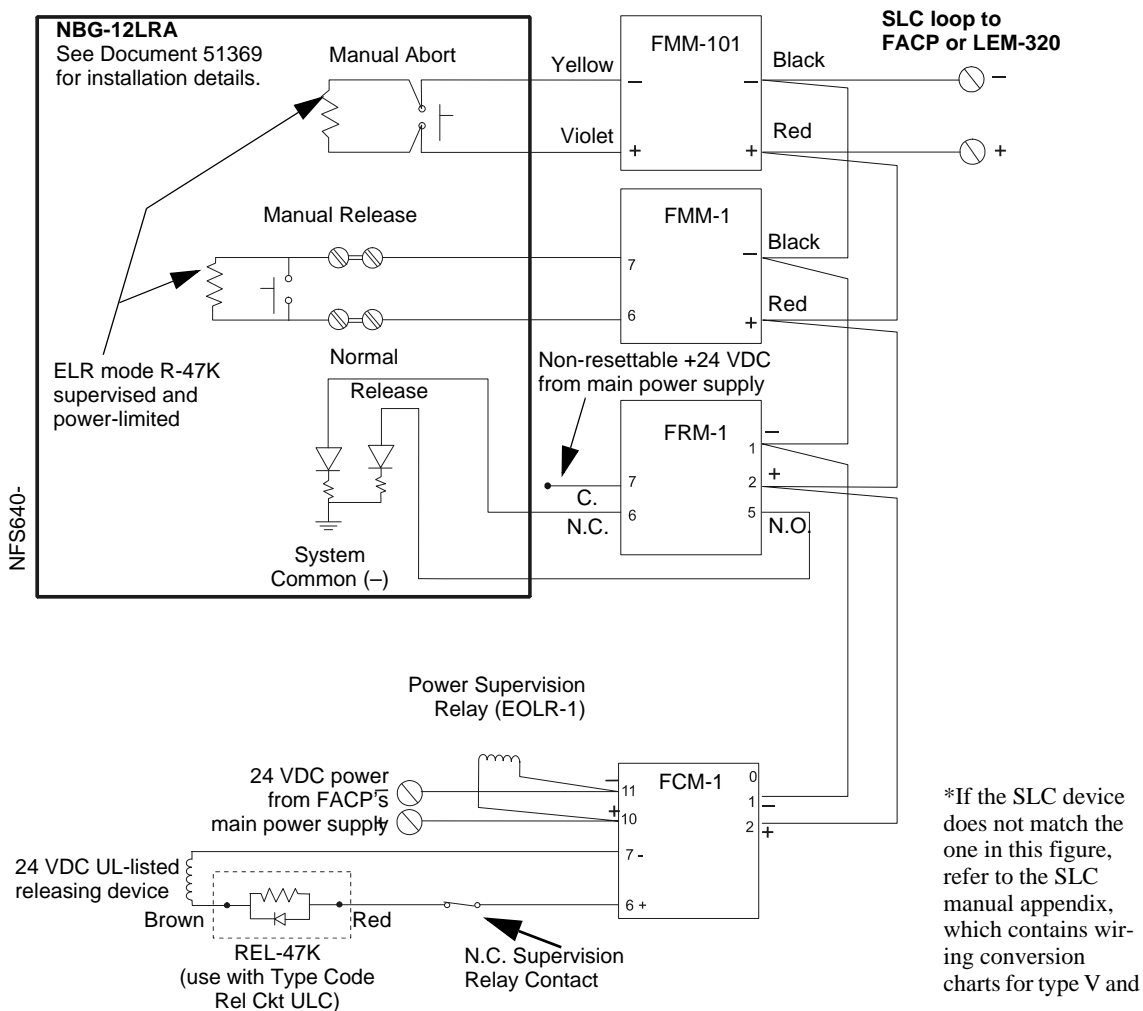 NBG-12LRA
See Document 51369
for installation details.
Manual Abort
Yellow
Violet
FMM-101
–
+
–
+
Black
Red
SLC loop to
FACP or LEM-320
–
+
Manual Release
FMM-1
7
6
–
+
Black
Red
ELR mode R-47K
supervised and
power-limited
Normal
Release
Non-resettable +24 VDC
from main power supply
FRM-1
7
C.
6
N.C.
–
1
+
2
5
N.O.
System
Common (–)
NFS640-
Power Supervision
Relay (EOLR-1)
24 VDC power
from FACP's
main power supply
–
+
–
11
+
10
7 -
6 +
FCM-1
0
1
–
2
+
24 VDC UL-listed
releasing device
Brown
Red
REL-47K
(use with Type Code
Rel Ckt ULC)
N.C. Supervision
Relay Contact
*If the SLC device
does not match the
one in this figure,
refer to the SLC
manual appendix,
which contains wir-
ing conversion
charts for type V and